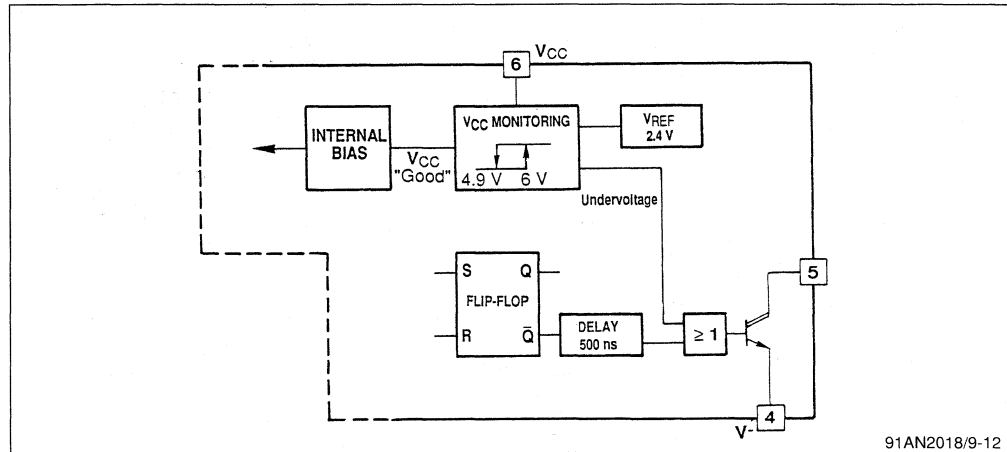 6 VCC
INTERNAL
BIAS
VCC
"Good"
VCC MONITORING
4.9 V 6 V
VREF
2.4 V
Undervoltage
S Q
FLIP-FLOP
R Q̅
DELAY
500 ns
≥ 1
5
4
V-
91AN2018/9-12